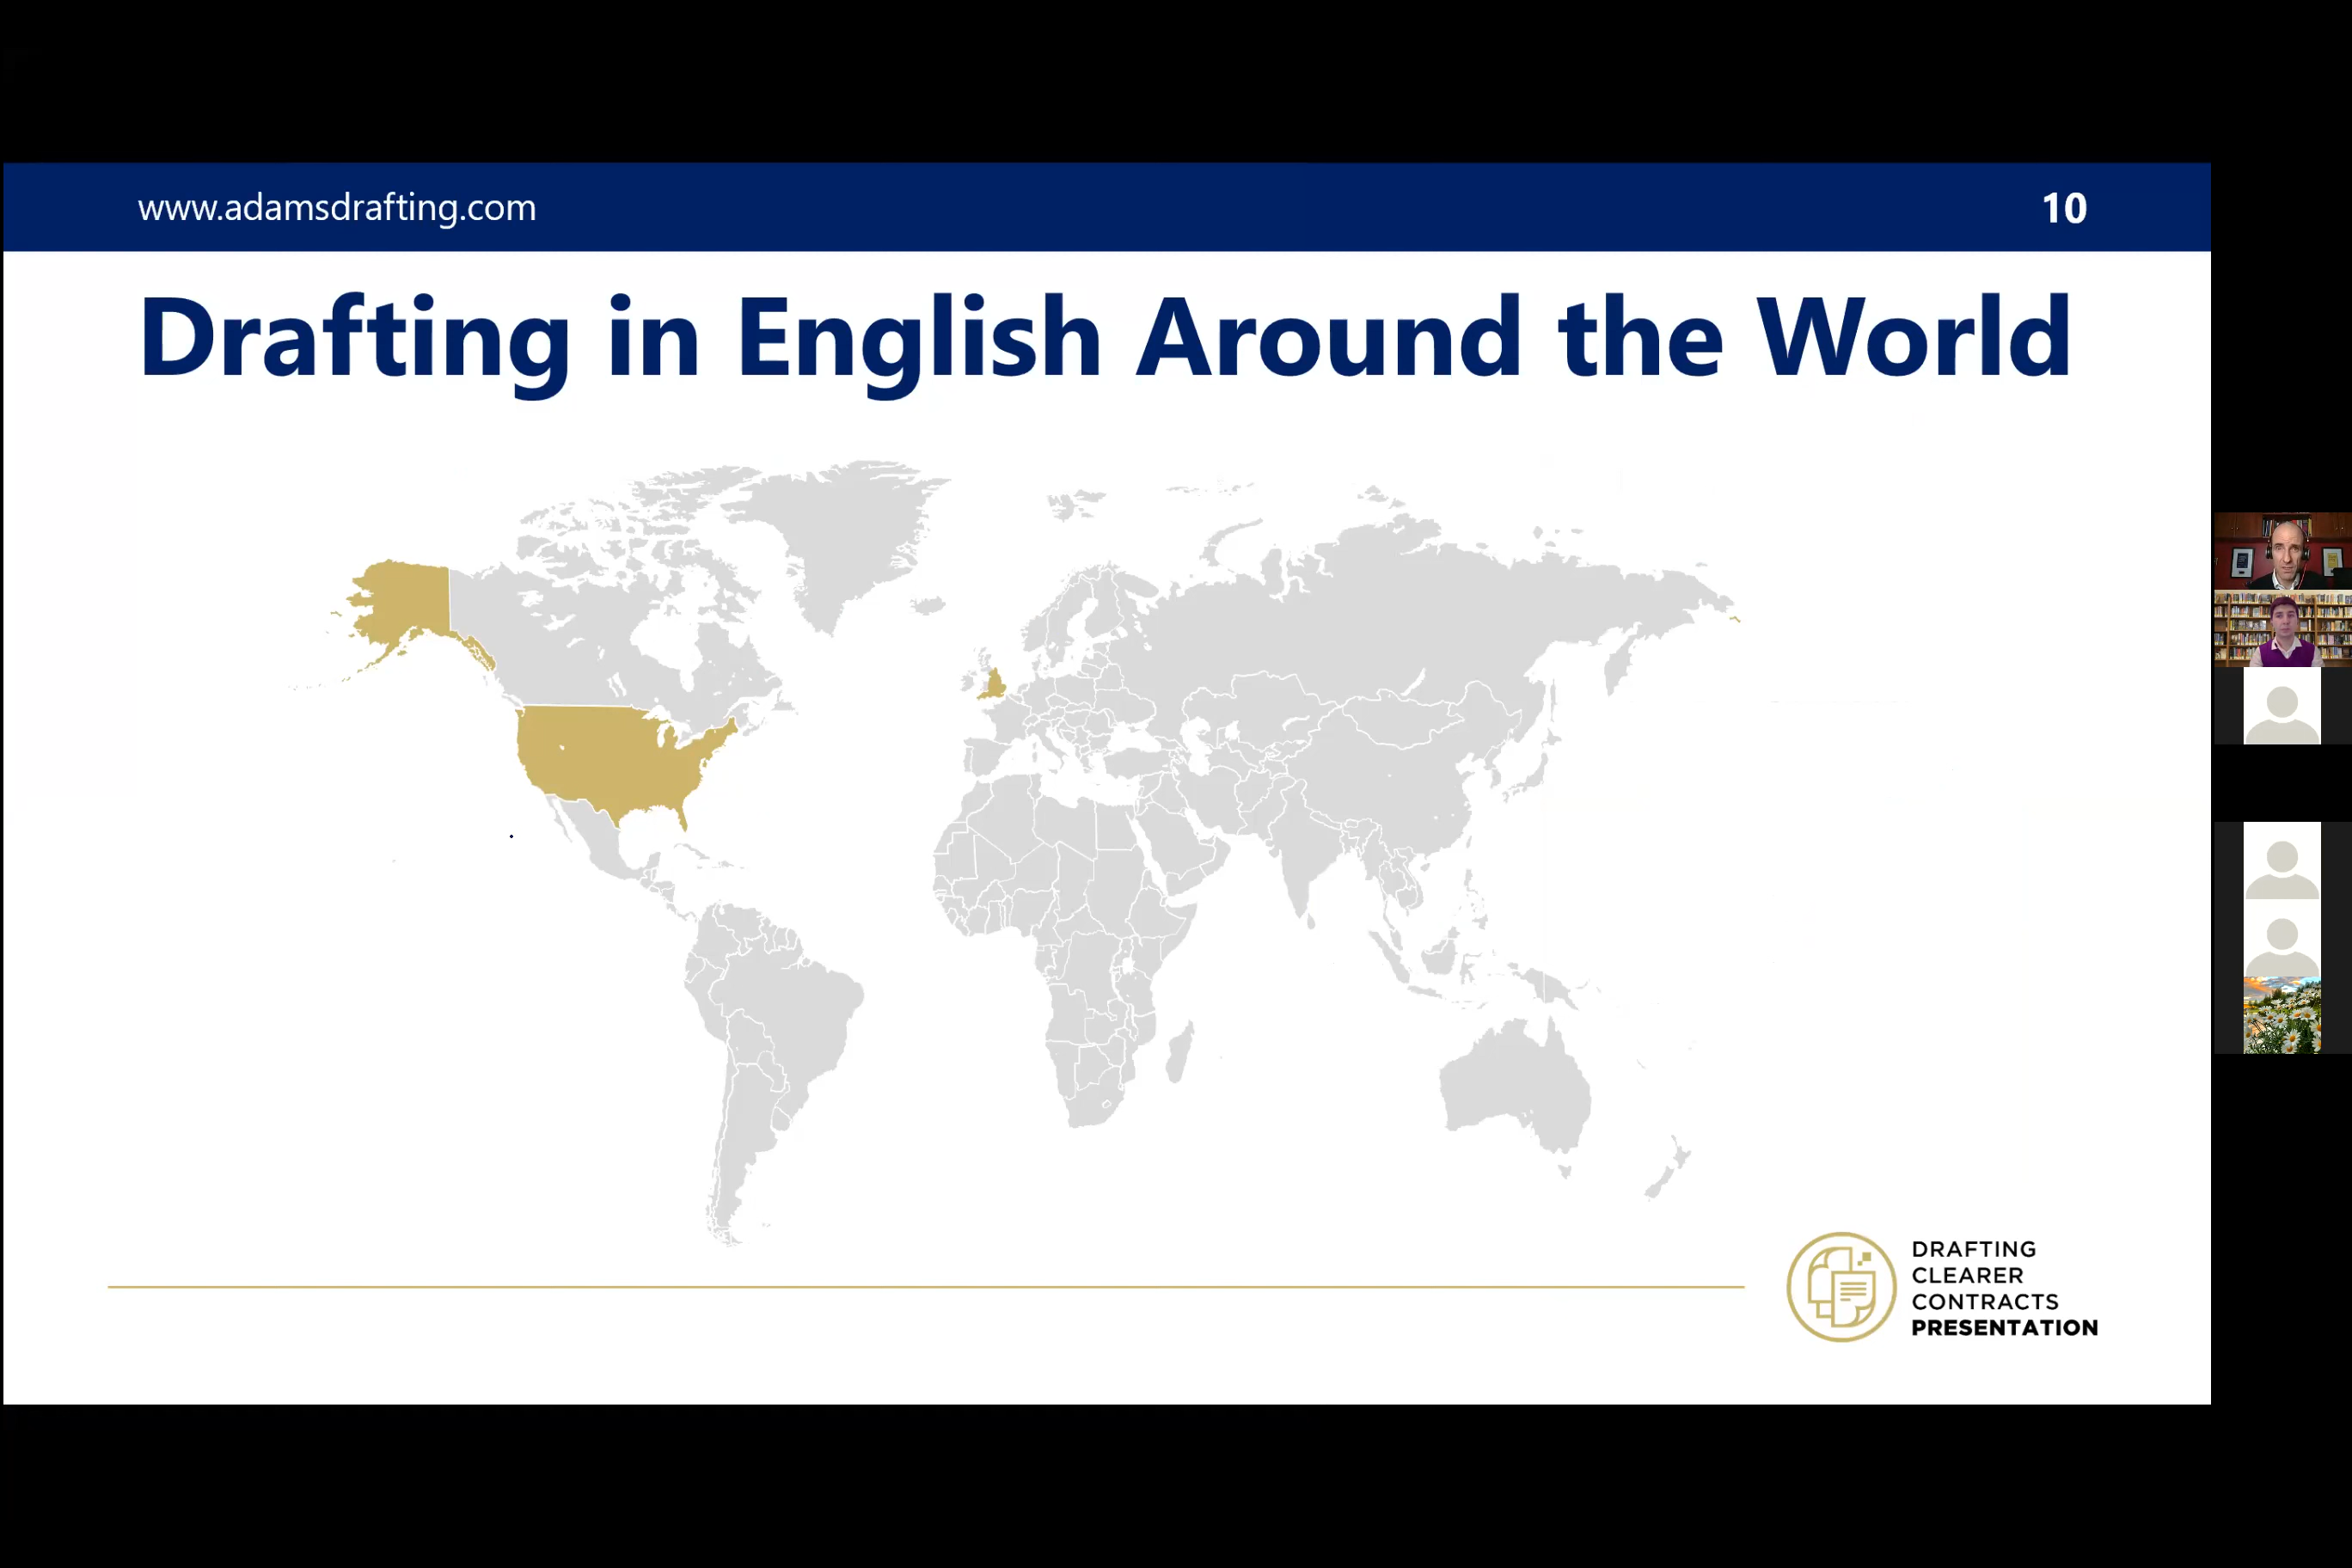 www.adamsdrafting.com
10
Drafting in English Around the World
DRAFTING
CLEARER
CONTRACTS
PRESENTATION